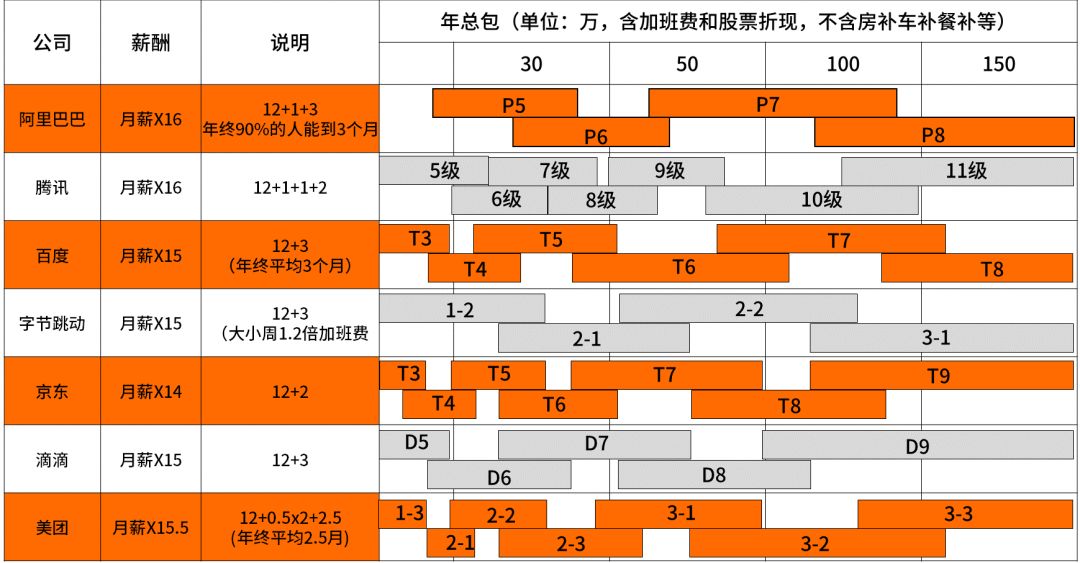 公司
薪酬
说明
年总包（单位：万，含加班费和股票折现，不含房补车补餐补等）
30
50
100
150
阿里巴巴
月薪X16
12+1+3
年终90%的人能到3个月
P5
P7
P6
P8
腾讯
月薪X16
12+1+1+2
5级
7级
9级
11级
6级
8级
10级
百度
月薪X15
12+3
（年终平均3个月）
T3
T5
T7
T4
T6
T8
字节跳动
月薪X15
12+3
（大小周1.2倍加班费
1-2
2-2
2-1
3-1
京东
月薪X14
12+2
T3
T5
T7
T9
T4
T6
T8
滴滴
月薪X15
12+3
D5
D7
D9
D6
D8
美团
月薪X15.5
12+0.5x2+2.5
(年终平均2.5月)
1-3
2-2
3-1
3-3
2-1
2-3
3-2